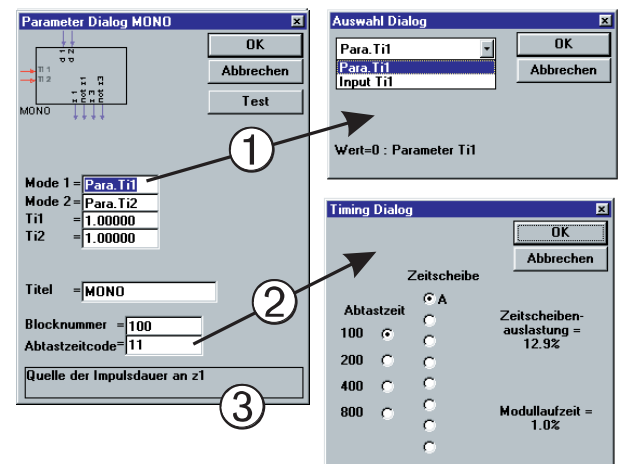 Parameter Dialog MONO
d 1
d 2
TI 1
TI 2
z 1
not z1
z 3
not z3
MONO
OK
Abbrechen
Test
1
Mode 1 = Para.Ti1
Mode 2 = Para.Ti2
Ti1 = 1.00000
Ti2 = 1.00000
Titel = MONO
2
Blocknummer = 100
Abtastzeitcode= 11
Quelle der Impulsdauer an z1
3
Auswahl Dialog
Para.Ti1
OK
Para.Ti1
Input Ti1
Abbrechen
Wert=0 : Parameter Ti1
Timing Dialog
OK
Abbrechen
Zeitscheibe
A
Abtastzeit
100
200
400
800
Zeitscheiben-
auslastung =
12.9%
Modullaufzeit =
1.0%